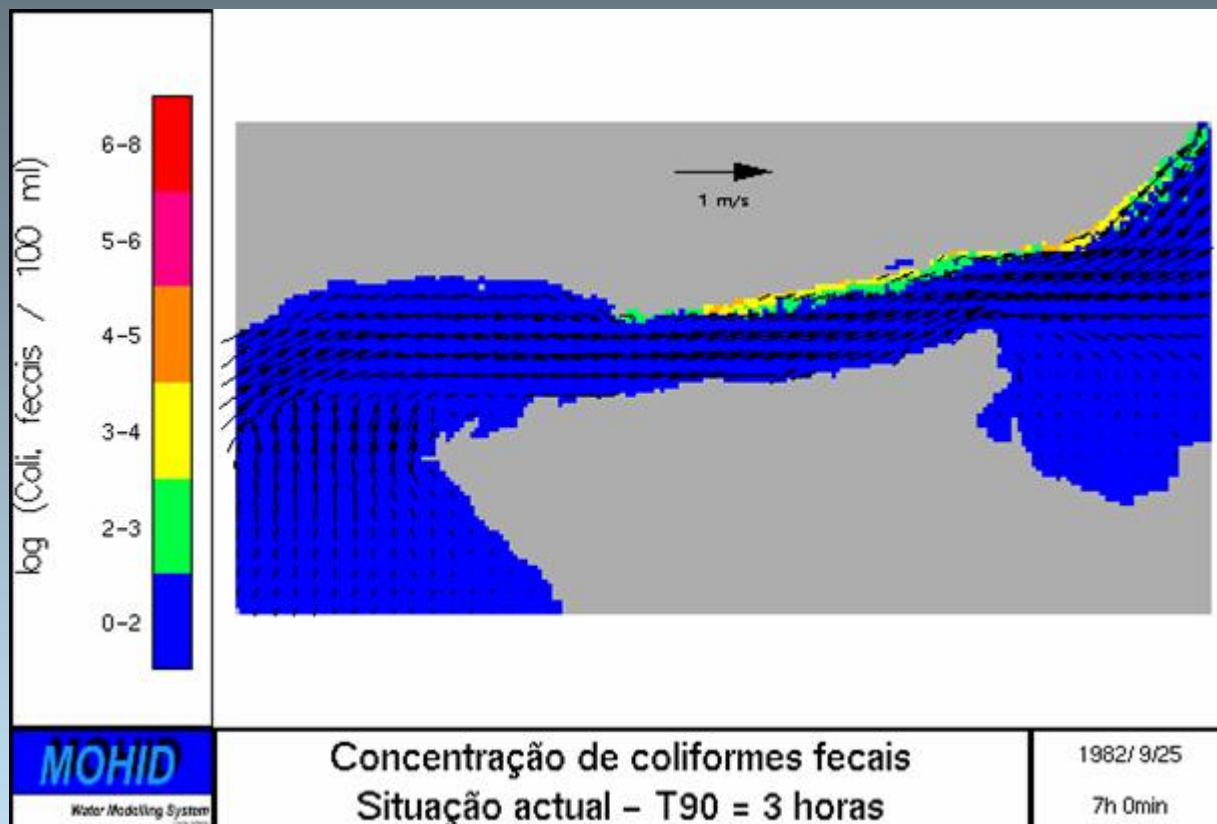 log (Coli. fecais / 100 ml)
6-8
5-6
4-5
3-4
2-3
0-2
1 m/s
MOHID
Water Modelling System
Concentração de coliformes fecais
Situação actual - T90 = 3 horas
1982/ 9/25
7h 0min